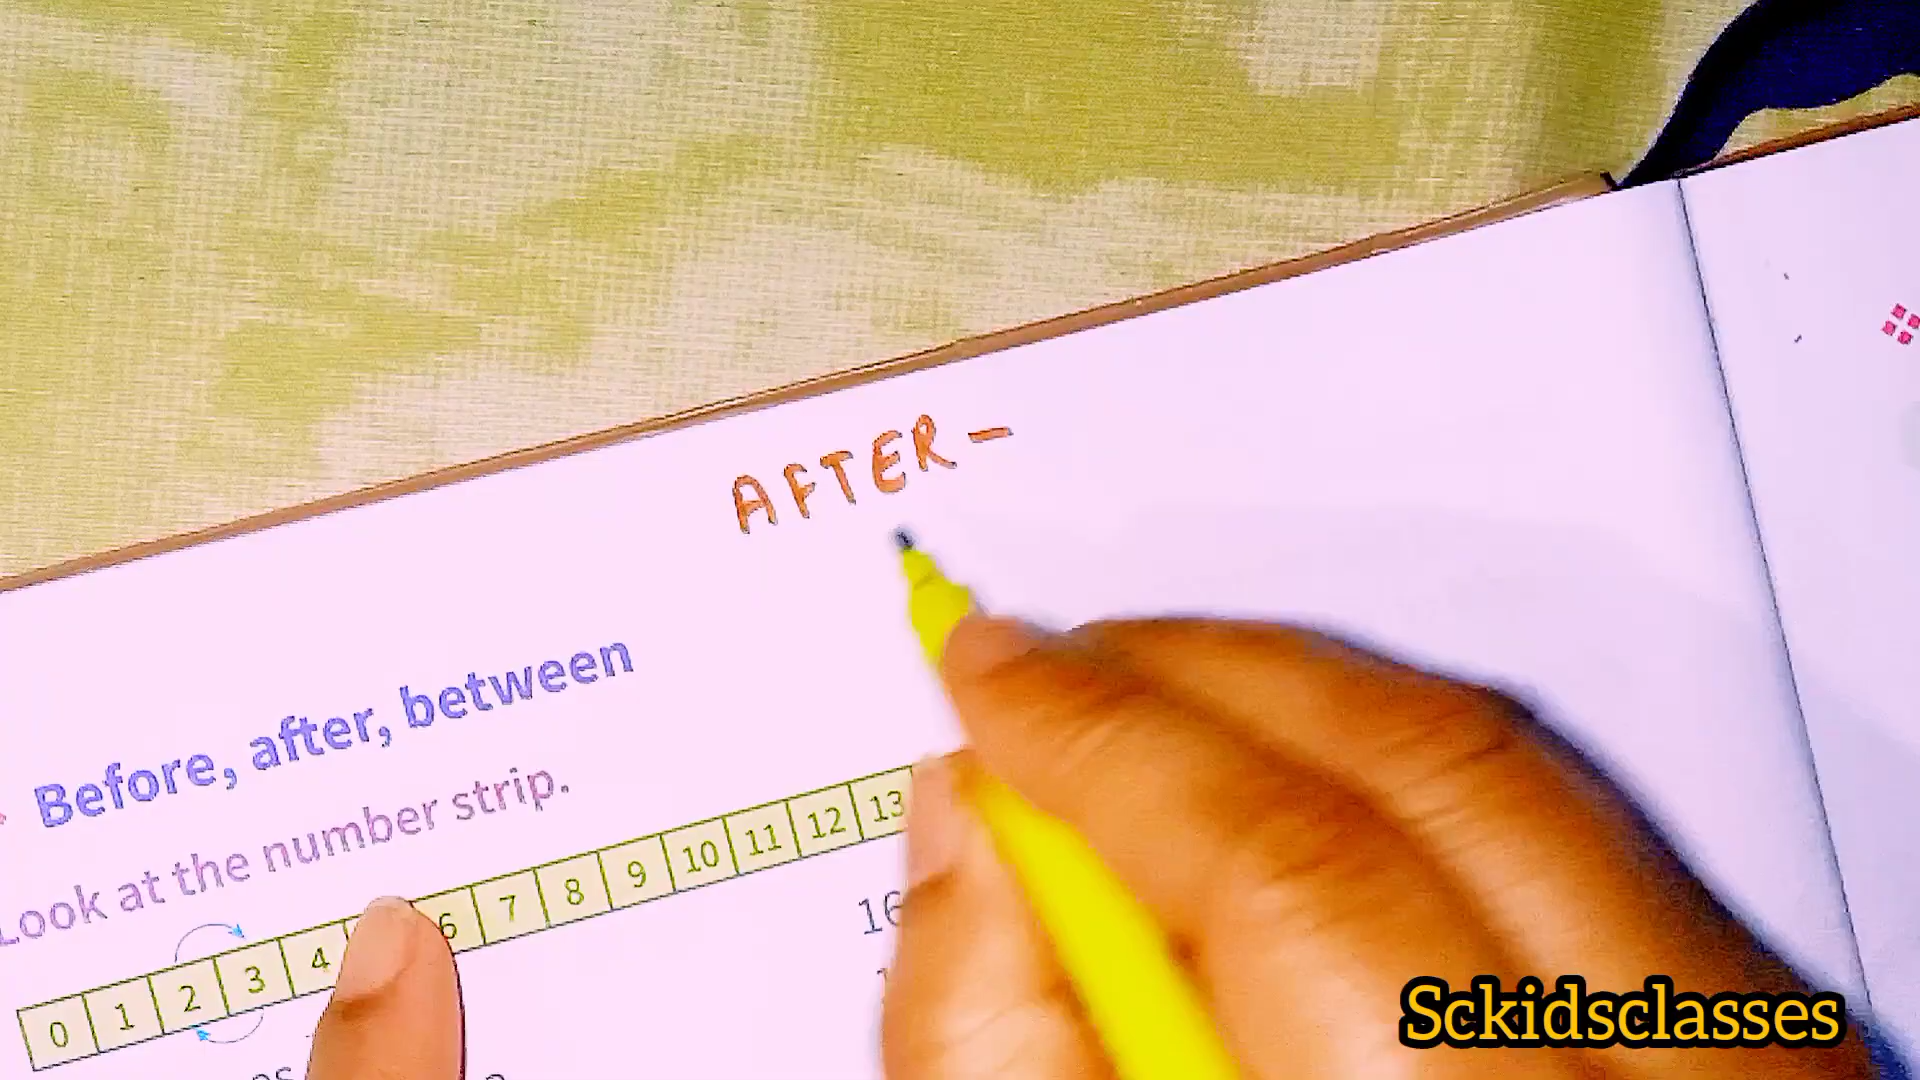 AFTER-
Before, after, between
Look at the number strip.
0 1 2 3 4 6 7 8 9 10 11 12 13
16
Sckidsclasses